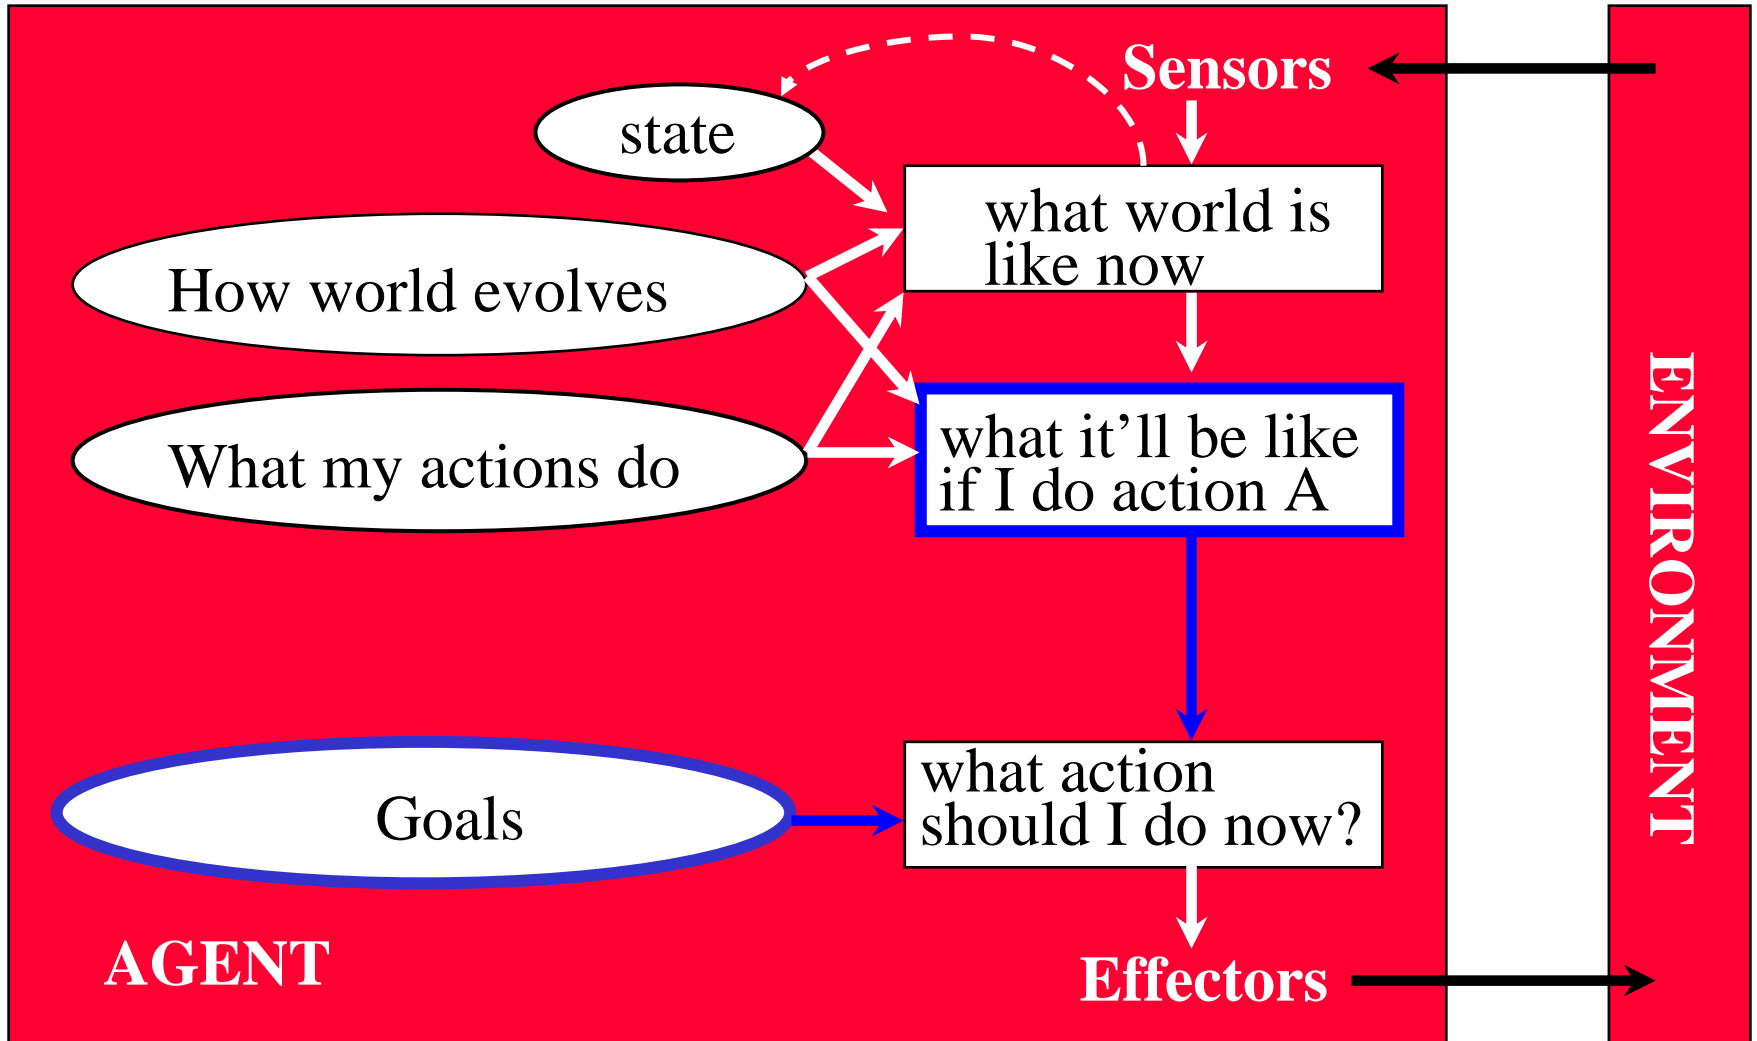 Sensors
state
what world is
like now
How world evolves
what it’ll be like
if I do action A
What my actions do
what action
should I do now?
Goals
AGENT
Effectors
ENVIRONMENT